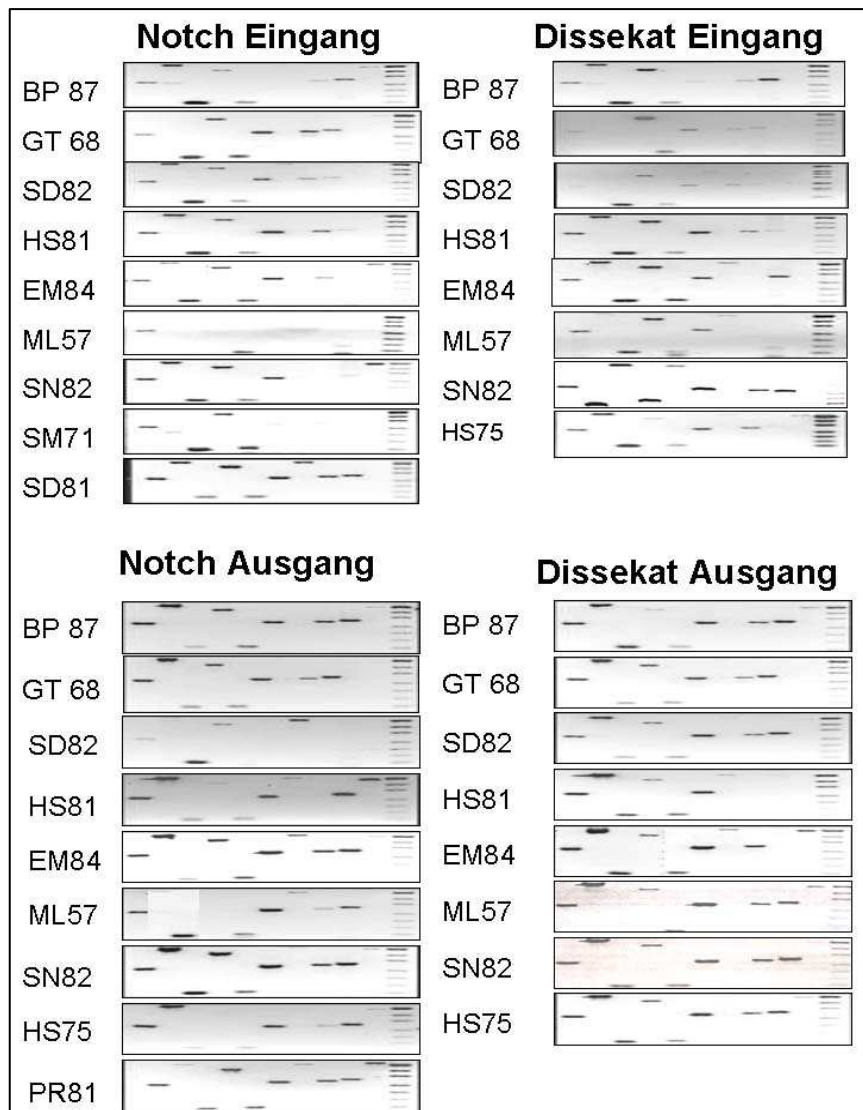 Notch Eingang
BP 87
GT 68
SD82
HS81
EM84
ML57
SN82
SM71
SD81
Dissekat Eingang
BP 87
GT 68
SD82
HS81
EM84
ML57
SN82
HS75
Notch Ausgang
BP 87
GT 68
SD82
HS81
EM84
ML57
SN82
HS75
PR81
Dissekat Ausgang
BP 87
GT 68
SD82
HS81
EM84
ML57
SN82
HS75